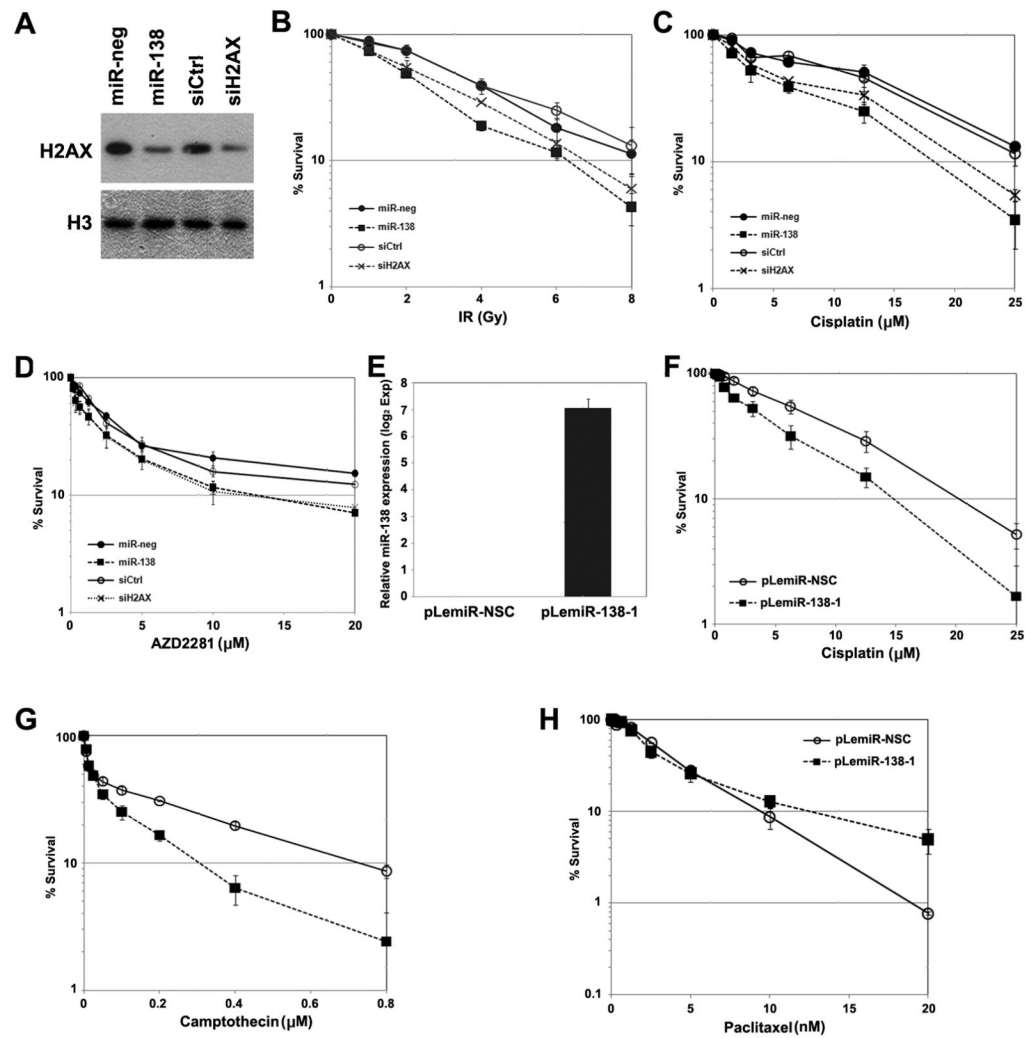 A
miR-neg
miR-138
siCtrl
siH2AX
H2AX
H3
B
% Survival
100
10
1
miR-neg
miR-138
siCtrl
siH2AX
0 2 4 6 8
IR (Gy)
C
% Survival
100
10
1
miR-neg
miR-138
siCtrl
siH2AX
0 5 10 15 20 25
Cisplatin (µM)
D
% Survival
100
10
1
miR-neg
miR-138
siCtrl
siH2AX
0 5 10 15 20
AZD2281 (µM)
E
Relative miR-138 expression (log2 Exp)
8
7
6
5
4
3
2
1
0
pLemiR-NSC pLemiR-138-1
F
% Survival
100
10
1
pLemiR-NSC
pLemiR-138-1
0 5 10 15 20 25
Cisplatin (µM)
G
% Survival
100
10
1
0 0.2 0.4 0.6 0.8
Camptothecin (µM)
H
% Survival
100
10
1
0.1
pLemiR-NSC
pLemiR-138-1
0 5 10 15 20
Paclitaxel (nM)